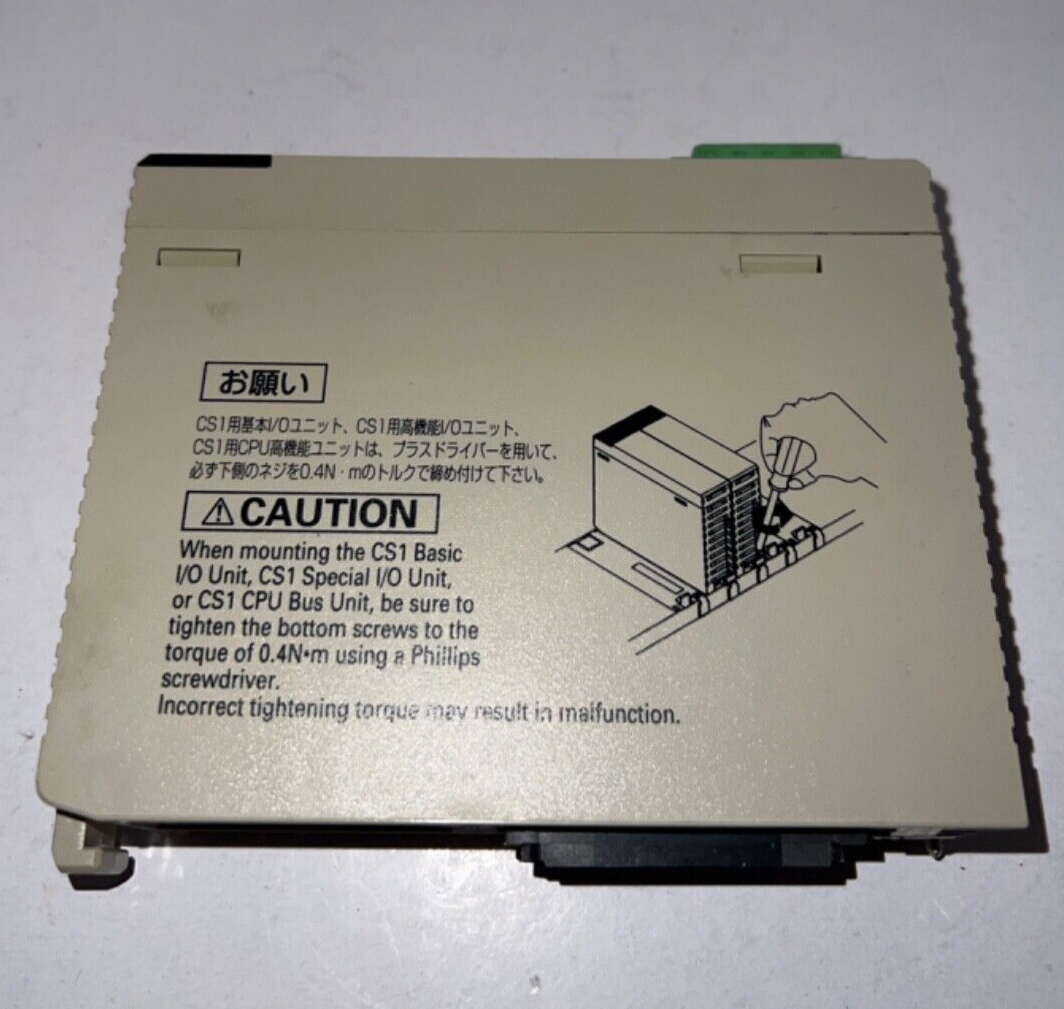 お願い
CS1用基本I/Oユニット、CS1用高機能I/Oユニット、
CS1用CPU高機能ユニットは、プラスドライバーを用いて、
必ず下側のネジを0.4N・mのトルクで締め付けて下さい。
⚠CAUTION
When mounting the CS1 Basic
I/O Unit, CS1 Special I/O Unit,
or CS1 CPU Bus Unit, be sure to
tighten the bottom screws to the
torque of 0.4N•m using a Phillips
screwdriver.
Incorrect tightening torque may result in malfunction.